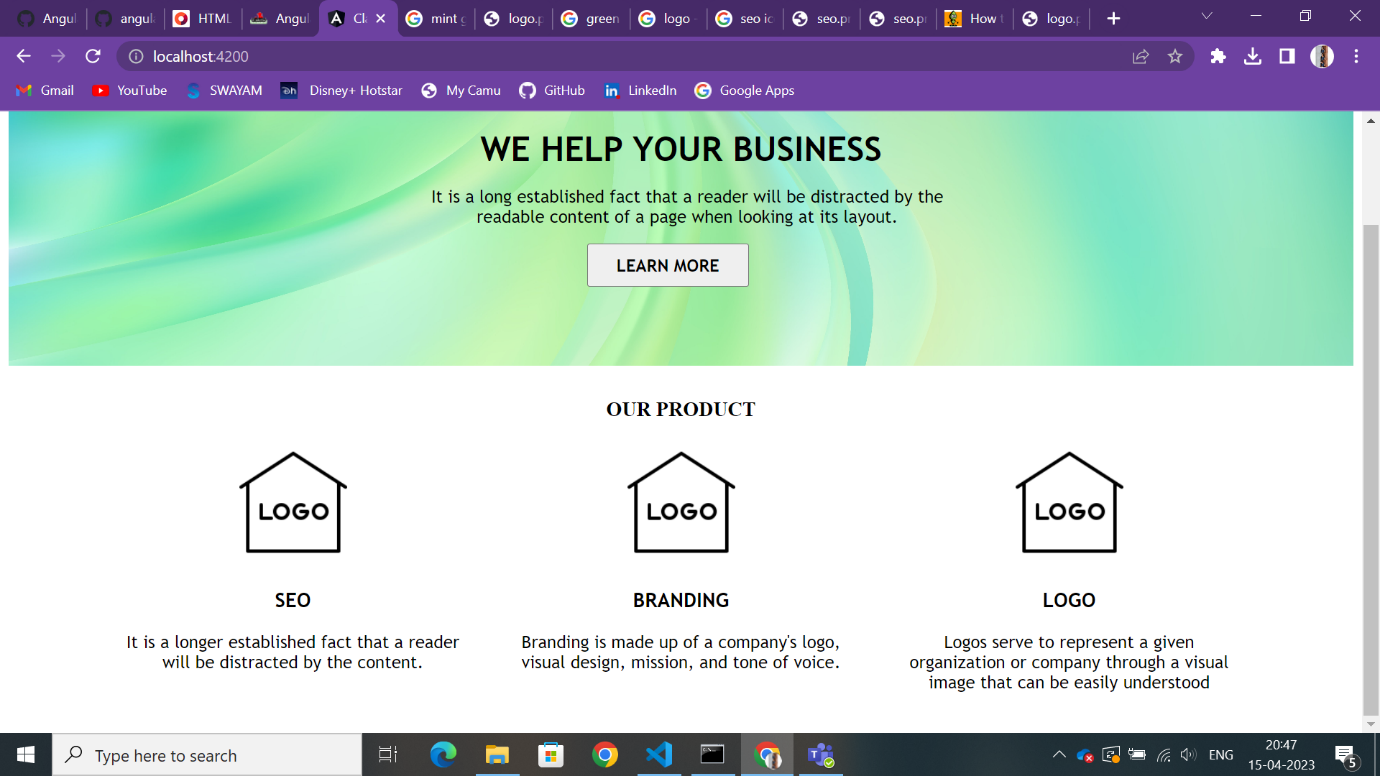 Angul
angula
HTML
Angul
Cla
mint g
logo.p
green
logo -
seo ic
seo.pn
seo.pn
How t
logo.p
localhost:4200
Gmail
YouTube
SWAYAM
Disney+ Hotstar
My Camu
GitHub
LinkedIn
Google Apps
WE HELP YOUR BUSINESS
It is a long established fact that a reader will be distracted by the
readable content of a page when looking at its layout.
LEARN MORE
OUR PRODUCT
LOGO
LOGO
LOGO
SEO
It is a longer established fact that a reader
will be distracted by the content.
BRANDING
Branding is made up of a company's logo,
visual design, mission, and tone of voice.
LOGO
Logos serve to represent a given
organization or company through a visual
image that can be easily understood
Type here to search
ENG
20:47
15-04-2023
5